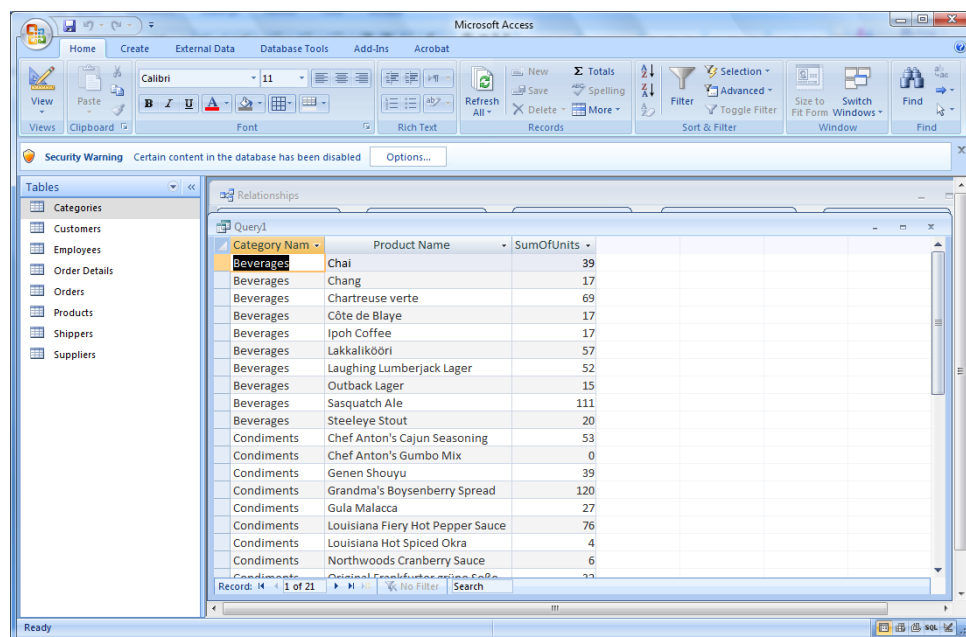 Microsoft Access
Home Create External Data Database Tools Add-Ins Acrobat
View
Views
Paste
Clipboard
Calibri 11
B I U A
Font
Rich Text
Refresh All
New Σ Totals
Save Spelling
Delete More
Records
Filter
Selection
Advanced
Toggle Filter
Sort & Filter
Size to Fit Form
Switch Windows
Window
Find
Find
Security Warning Certain content in the database has been disabled Options...
Tables
Categories
Customers
Employees
Order Details
Orders
Products
Shippers
Suppliers
Relationships
Query1
Category Nam Product Name SumOfUnits
Beverages Chai 39
Beverages Chang 17
Beverages Chartreuse verte 69
Beverages Côte de Blaye 17
Beverages Ipoh Coffee 17
Beverages Lakkalikööri 57
Beverages Laughing Lumberjack Lager 52
Beverages Outback Lager 15
Beverages Sasquatch Ale 111
Beverages Steeleye Stout 20
Condiments Chef Anton's Cajun Seasoning 53
Condiments Chef Anton's Gumbo Mix 0
Condiments Genen Shouyu 39
Condiments Grandma's Boysenberry Spread 120
Condiments Gula Malacca 27
Condiments Louisiana Fiery Hot Pepper Sauce 76
Condiments Louisiana Hot Spiced Okra 4
Condiments Northwoods Cranberry Sauce 6
Condiments Original Frankfurter grüne Soße 32
Record: 1 of 21 No Filter Search
Ready SQL